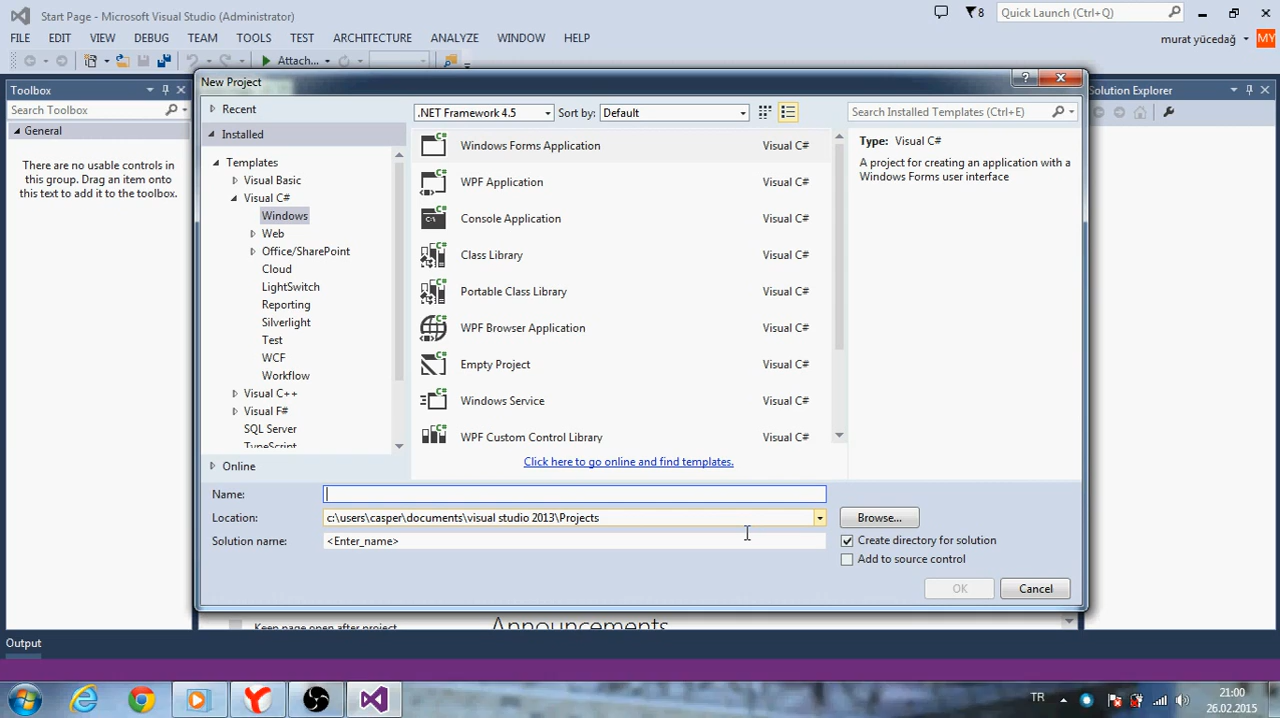 Start Page - Microsoft Visual Studio (Administrator)
8
Quick Launch (Ctrl+Q)
FILE EDIT VIEW DEBUG TEAM TOOLS TEST ARCHITECTURE ANALYZE WINDOW HELP
murat yücedağ MY
Attach...
Toolbox
Search Toolbox
General
There are no usable controls in
this group. Drag an item onto
this text to add it to the toolbox.
Solution Explorer
New Project
Recent
Installed
Templates
Visual Basic
Visual C#
Windows
Web
Office/SharePoint
Cloud
LightSwitch
Reporting
Silverlight
Test
WCF
Workflow
Visual C++
Visual F#
SQL Server
TypeScript
Online
.NET Framework 4.5 Sort by: Default
Search Installed Templates (Ctrl+E)
Windows Forms Application Visual C#
WPF Application Visual C#
Console Application Visual C#
Class Library Visual C#
Portable Class Library Visual C#
WPF Browser Application Visual C#
Empty Project Visual C#
Windows Service Visual C#
WPF Custom Control Library Visual C#
Click here to go online and find templates.
Type: Visual C#
A project for creating an application with a
Windows Forms user interface
Name:
Location: c:\users\casper\documents\visual studio 2013\Projects
Browse...
Solution name: <Enter_name>
Create directory for solution
Add to source control
OK Cancel
Keep page open after project
Announcements
Output
TR
21:00
26.02.2015